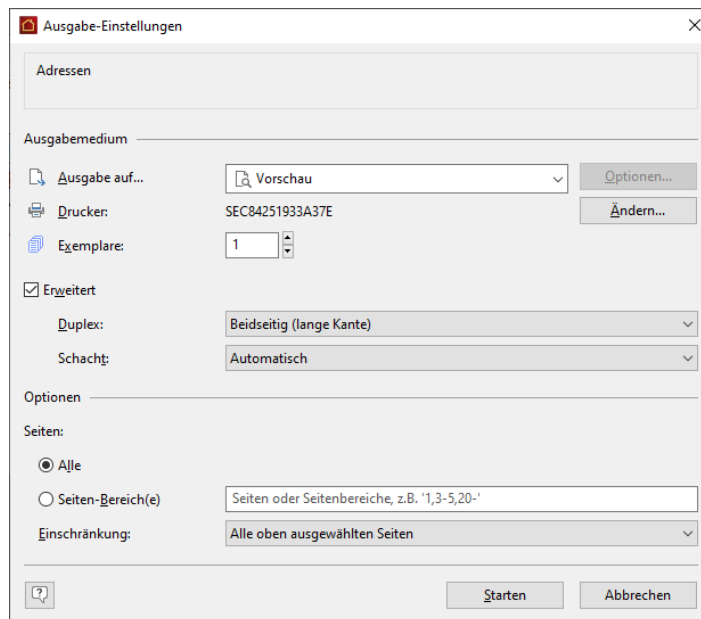 Ausgabe-Einstellungen
Adressen
Ausgabemedium
Ausgabe auf... Vorschau Optionen...
Drucker: SEC84251933A37E Ändern...
Exemplare: 1
Erweitert
Duplex: Beidseitig (lange Kante)
Schacht: Automatisch
Optionen
Seiten:
Alle
Seiten-Bereich(e) Seiten oder Seitenbereiche, z.B. '1,3-5,20-'
Einschränkung: Alle oben ausgewählten Seiten
Starten Abbrechen